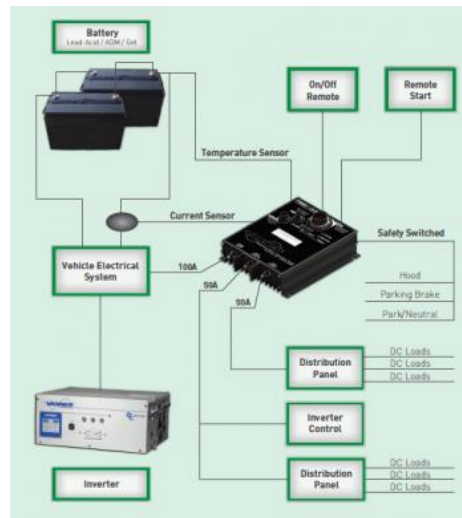 Battery
Lead-Acid / AGM / Gel
On/Off
Remote
Remote
Start
Temperature Sensor
Current Sensor
Safety Switched
Vehicle Electrical
System
100A
50A
50A
Hood
Parking Brake
Park/Neutral
Distribution
Panel
DC Loads
DC Loads
DC Loads
Inverter
Control
Inverter
Distribution
Panel
DC Loads
DC Loads
DC Loads